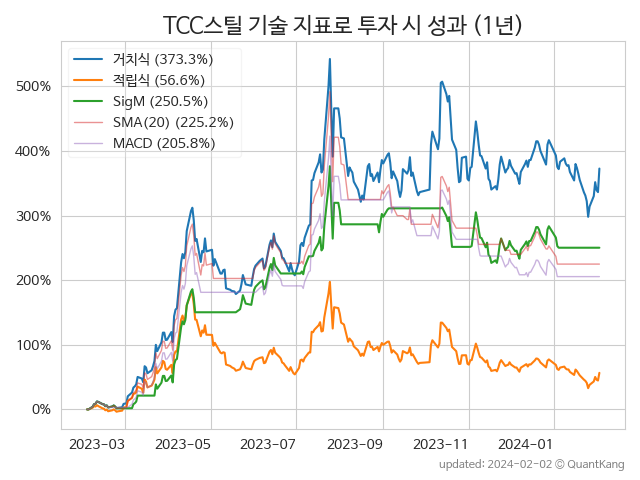 TCC스틸 기술 지표로 투자 시 성과 (1년)
거치식 (373.3%)
적립식 (56.6%)
SigM (250.5%)
SMA(20) (225.2%)
MACD (205.8%)
500%
400%
300%
200%
100%
0%
2023-03 2023-05 2023-07 2023-09 2023-11 2024-01
updated: 2024-02-02 © QuantKang